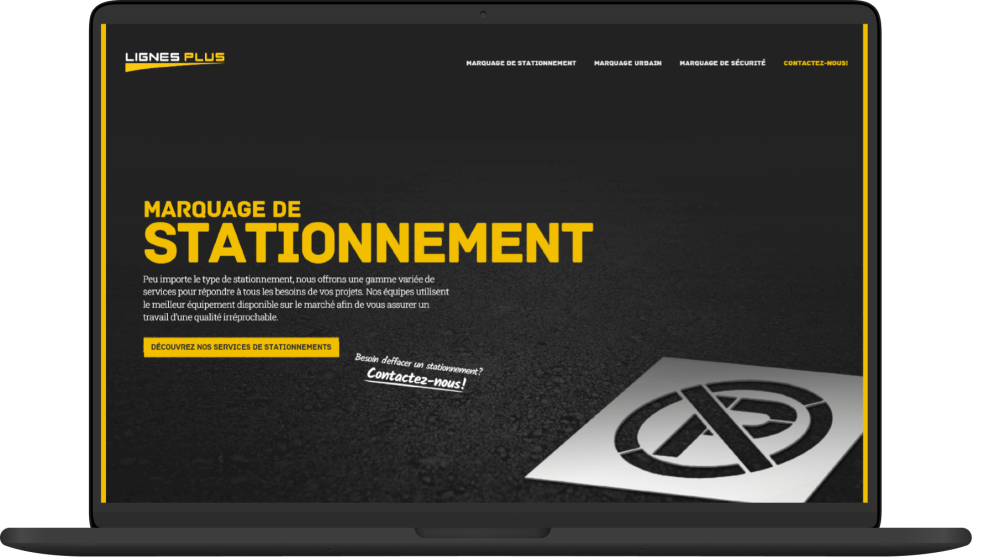 LIGNES PLUS
MARQUAGE DE STATIONNEMENT MARQUAGE URBAIN MARQUAGE DE SÉCURITÉ CONTACTEZ-NOUS!
MARQUAGE DE
STATIONNEMENT
Peu importe le type de stationnement, nous offrons une gamme variée de
services pour répondre à tous les besoins de vos projets. Nos équipes utilisent
le meilleur équipement disponible sur le marché afin de vous assurer un
travail d'une qualité irréprochable.
DÉCOUVREZ NOS SERVICES DE STATIONNEMENTS
Besoin d'effacer un stationnement?
Contactez-nous!
P